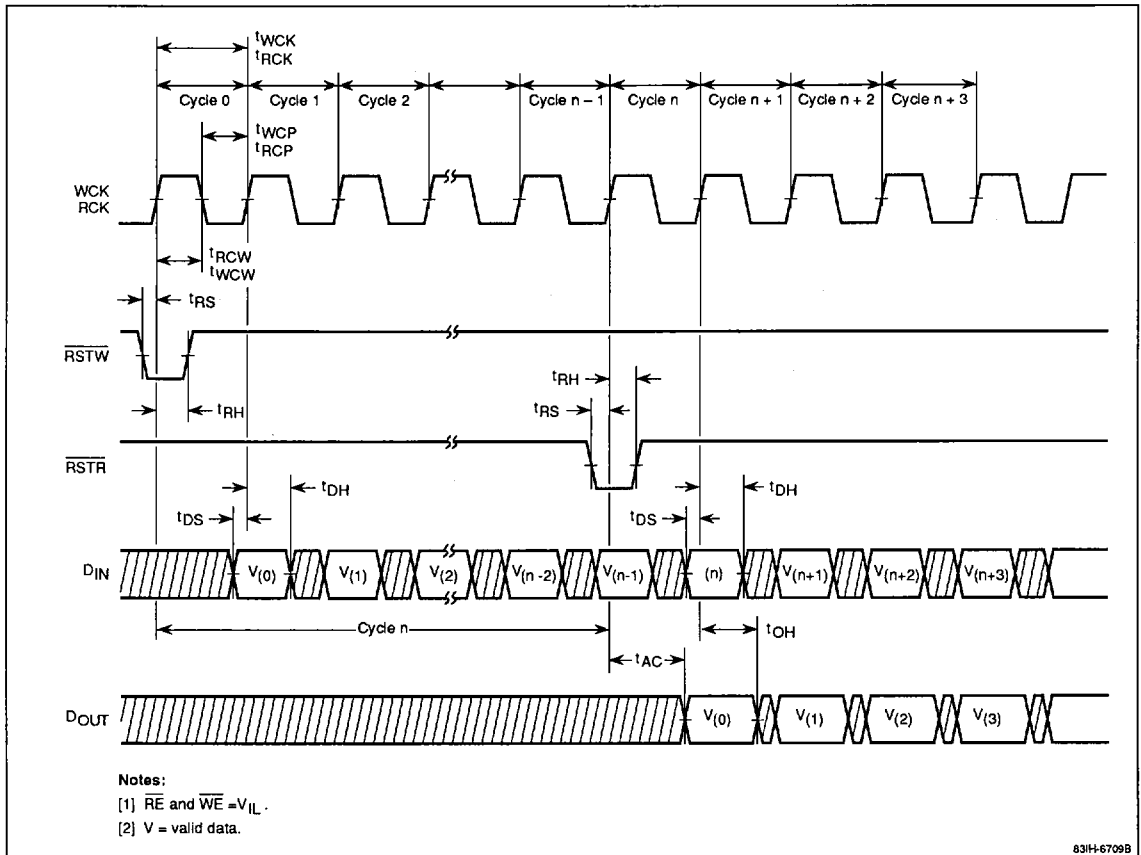 tWCK
tRCK
Cycle 0 Cycle 1 Cycle 2 Cycle n – 1 Cycle n Cycle n + 1 Cycle n + 2 Cycle n + 3
tWCP
tRCP
WCK
RCK
tRCW
tWCW
tRS
RSTW
tRH
tRH
tRS
RSTR
tDH
tDH
tDS
tDS
DIN V(0) V(1) V(2) V(n-2) V(n-1) (n) V(n+1) V(n+2) V(n+3)
Cycle n
tOH
tAC
DOUT V(0) V(1) V(2) V(3)
Notes:
[1] RE and WE =VIL .
[2] V = valid data.
83IH-6709B